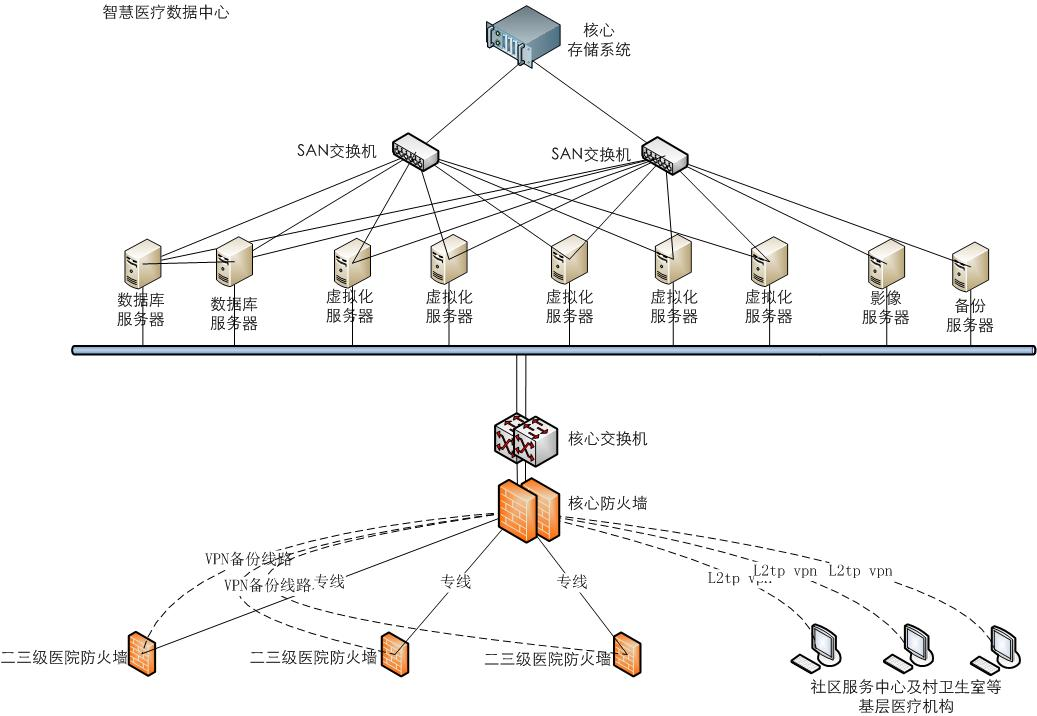 智慧医疗数据中心
核心
存储系统
SAN交换机
SAN交换机
数据库
服务器
数据库
服务器
虚拟化
服务器
虚拟化
服务器
虚拟化
服务器
虚拟化
服务器
虚拟化
服务器
影像
服务器
备份
服务器
核心交换机
核心防火墙
VPN备份线路
VPN备份线路
专线
专线
专线
L2tp vpn
L2tp vpn
L2tp vpn
二三级医院防火墙
二三级医院防火墙
二三级医院防火墙
社区服务中心及村卫生室等
基层医疗机构